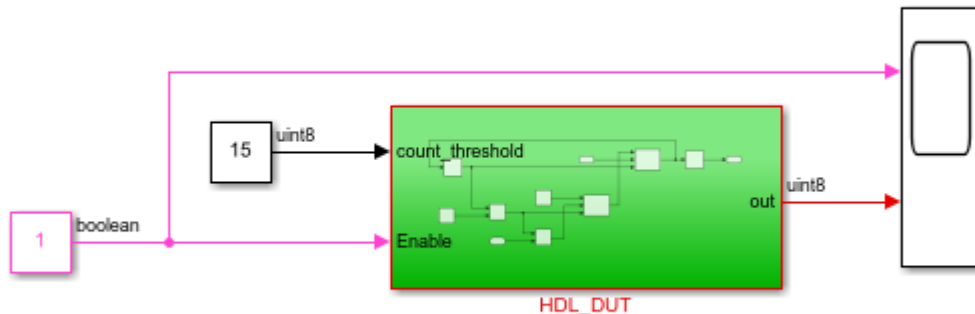 15
uint8
count_threshold
uint8
out
1
boolean
Enable
HDL_DUT